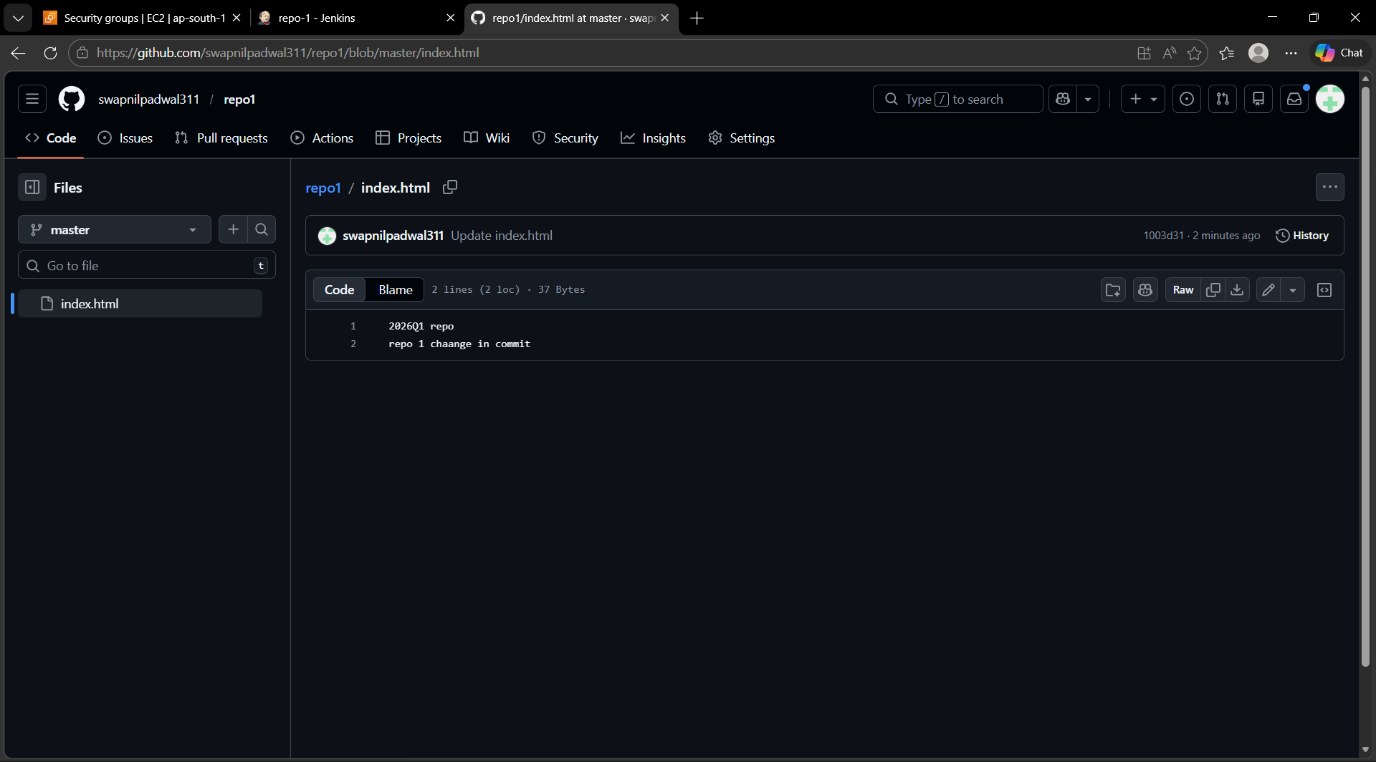 Security groups | EC2 | ap-south-1
repo-1 - Jenkins
repo1/index.html at master · swap
https://github.com/swapnilpadwal311/repo1/blob/master/index.html
Chat
swapnilpadwal311 / repo1
Type / to search
Code
Issues
Pull requests
Actions
Projects
Wiki
Security
Insights
Settings
Files
master
Go to file
t
index.html
repo1 / index.html
swapnilpadwal311 Update index.html
1003d31 · 2 minutes ago
History
Code
Blame
2 lines (2 loc) · 37 Bytes
Raw
1 2026Q1 repo
2 repo 1 chaange in commit